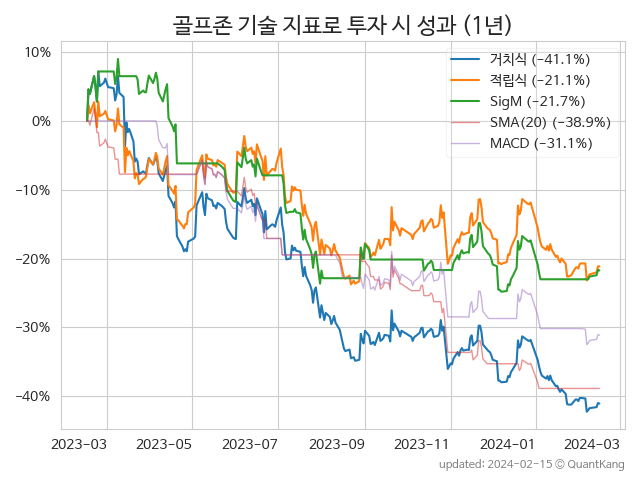 골프존 기술 지표로 투자 시 성과 (1년)
거치식 (−41.1%)
적립식 (−21.1%)
SigM (−21.7%)
SMA(20) (−38.9%)
MACD (−31.1%)
10%
0%
−10%
−20%
−30%
−40%
2023-03 2023-05 2023-07 2023-09 2023-11 2024-01 2024-03
updated: 2024-02-15 © QuantKang